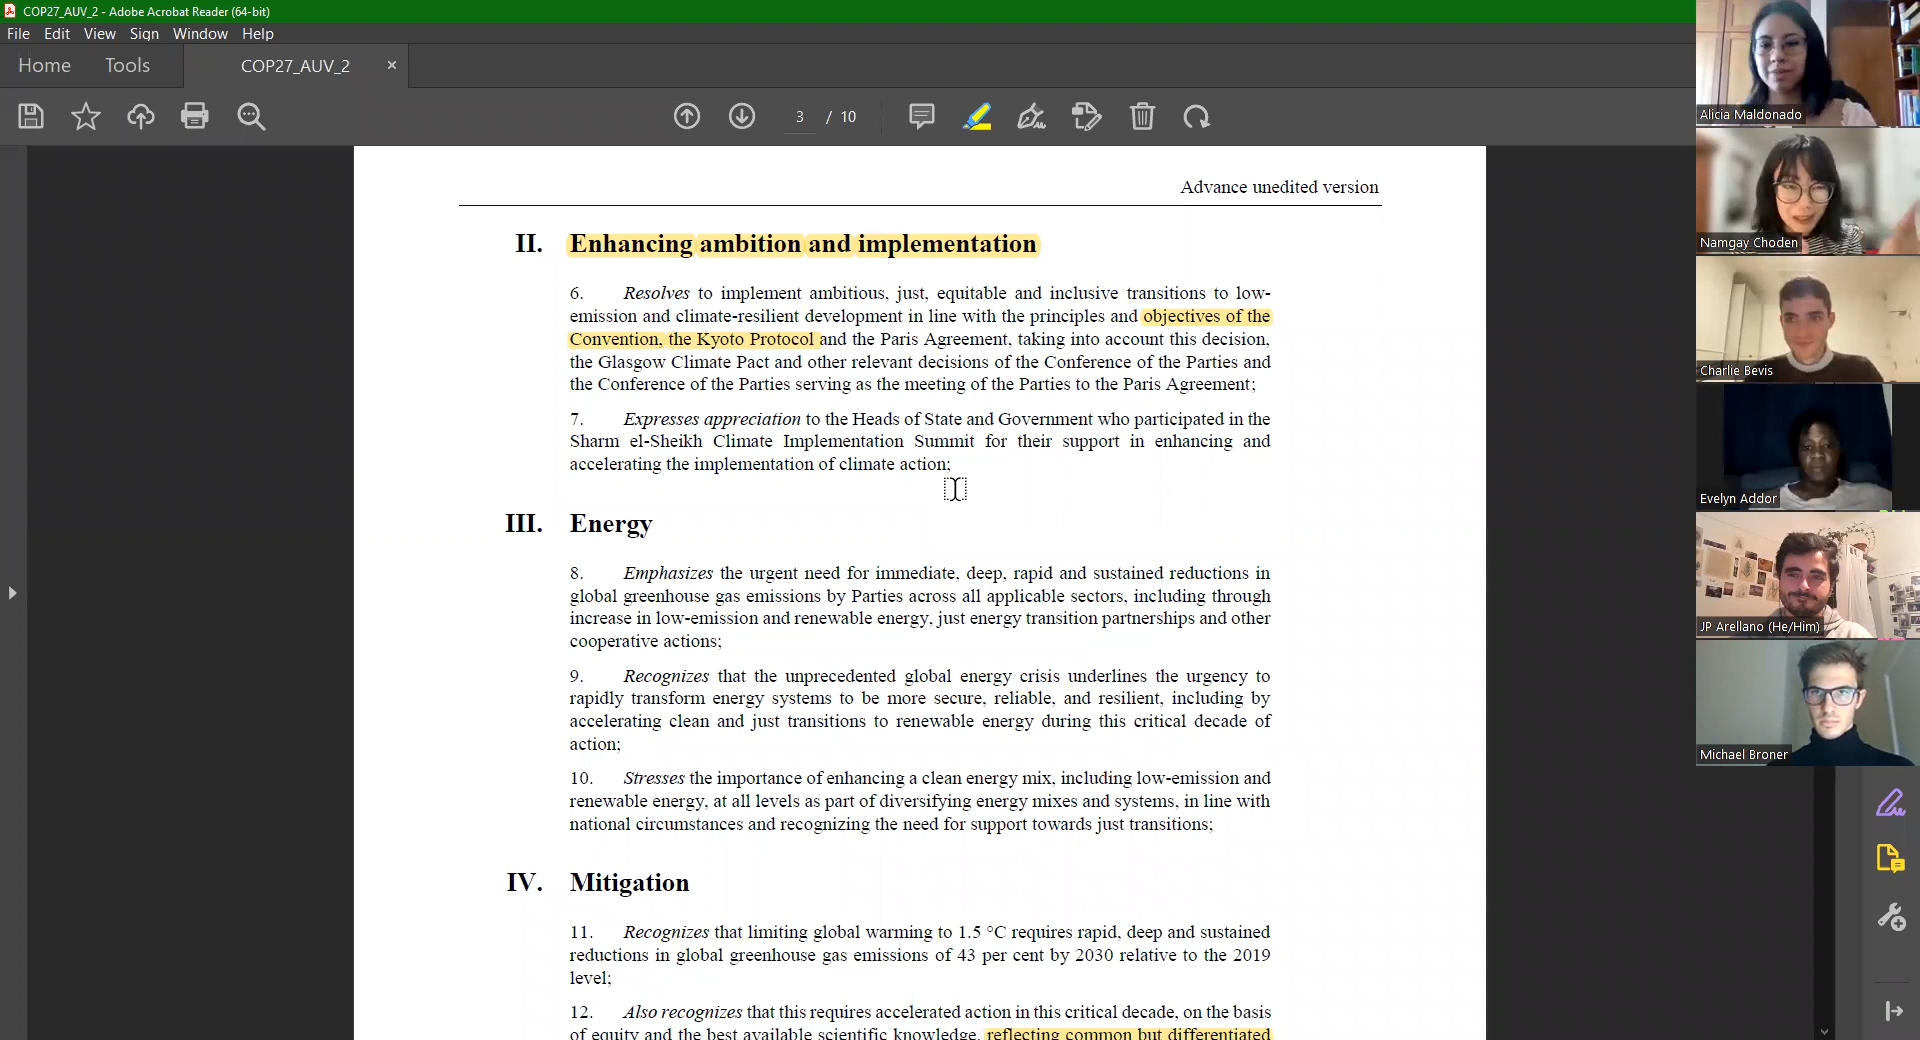 COP27_AUV_2 - Adobe Acrobat Reader (64-bit)
File Edit View Sign Window Help
Home Tools COP27_AUV_2 ×
3 / 10
Advance unedited version
II. Enhancing ambition and implementation
6. Resolves to implement ambitious, just, equitable and inclusive transitions to low-
emission and climate-resilient development in line with the principles and objectives of the
Convention, the Kyoto Protocol and the Paris Agreement, taking into account this decision,
the Glasgow Climate Pact and other relevant decisions of the Conference of the Parties and
the Conference of the Parties serving as the meeting of the Parties to the Paris Agreement;
7. Expresses appreciation to the Heads of State and Government who participated in the
Sharm el-Sheikh Climate Implementation Summit for their support in enhancing and
accelerating the implementation of climate action;
III. Energy
8. Emphasizes the urgent need for immediate, deep, rapid and sustained reductions in
global greenhouse gas emissions by Parties across all applicable sectors, including through
increase in low-emission and renewable energy, just energy transition partnerships and other
cooperative actions;
9. Recognizes that the unprecedented global energy crisis underlines the urgency to
rapidly transform energy systems to be more secure, reliable, and resilient, including by
accelerating clean and just transitions to renewable energy during this critical decade of
action;
10. Stresses the importance of enhancing a clean energy mix, including low-emission and
renewable energy, at all levels as part of diversifying energy mixes and systems, in line with
national circumstances and recognizing the need for support towards just transitions;
IV. Mitigation
11. Recognizes that limiting global warming to 1.5 °C requires rapid, deep and sustained
reductions in global greenhouse gas emissions of 43 per cent by 2030 relative to the 2019
level;
12. Also recognizes that this requires accelerated action in this critical decade, on the basis
of equity and the best available scientific knowledge, reflecting common but differentiated
Alicia Maldonado
Namgay Choden
Charlie Bevis
Evelyn Addor
JP Arellano (He/Him)
Michael Broner